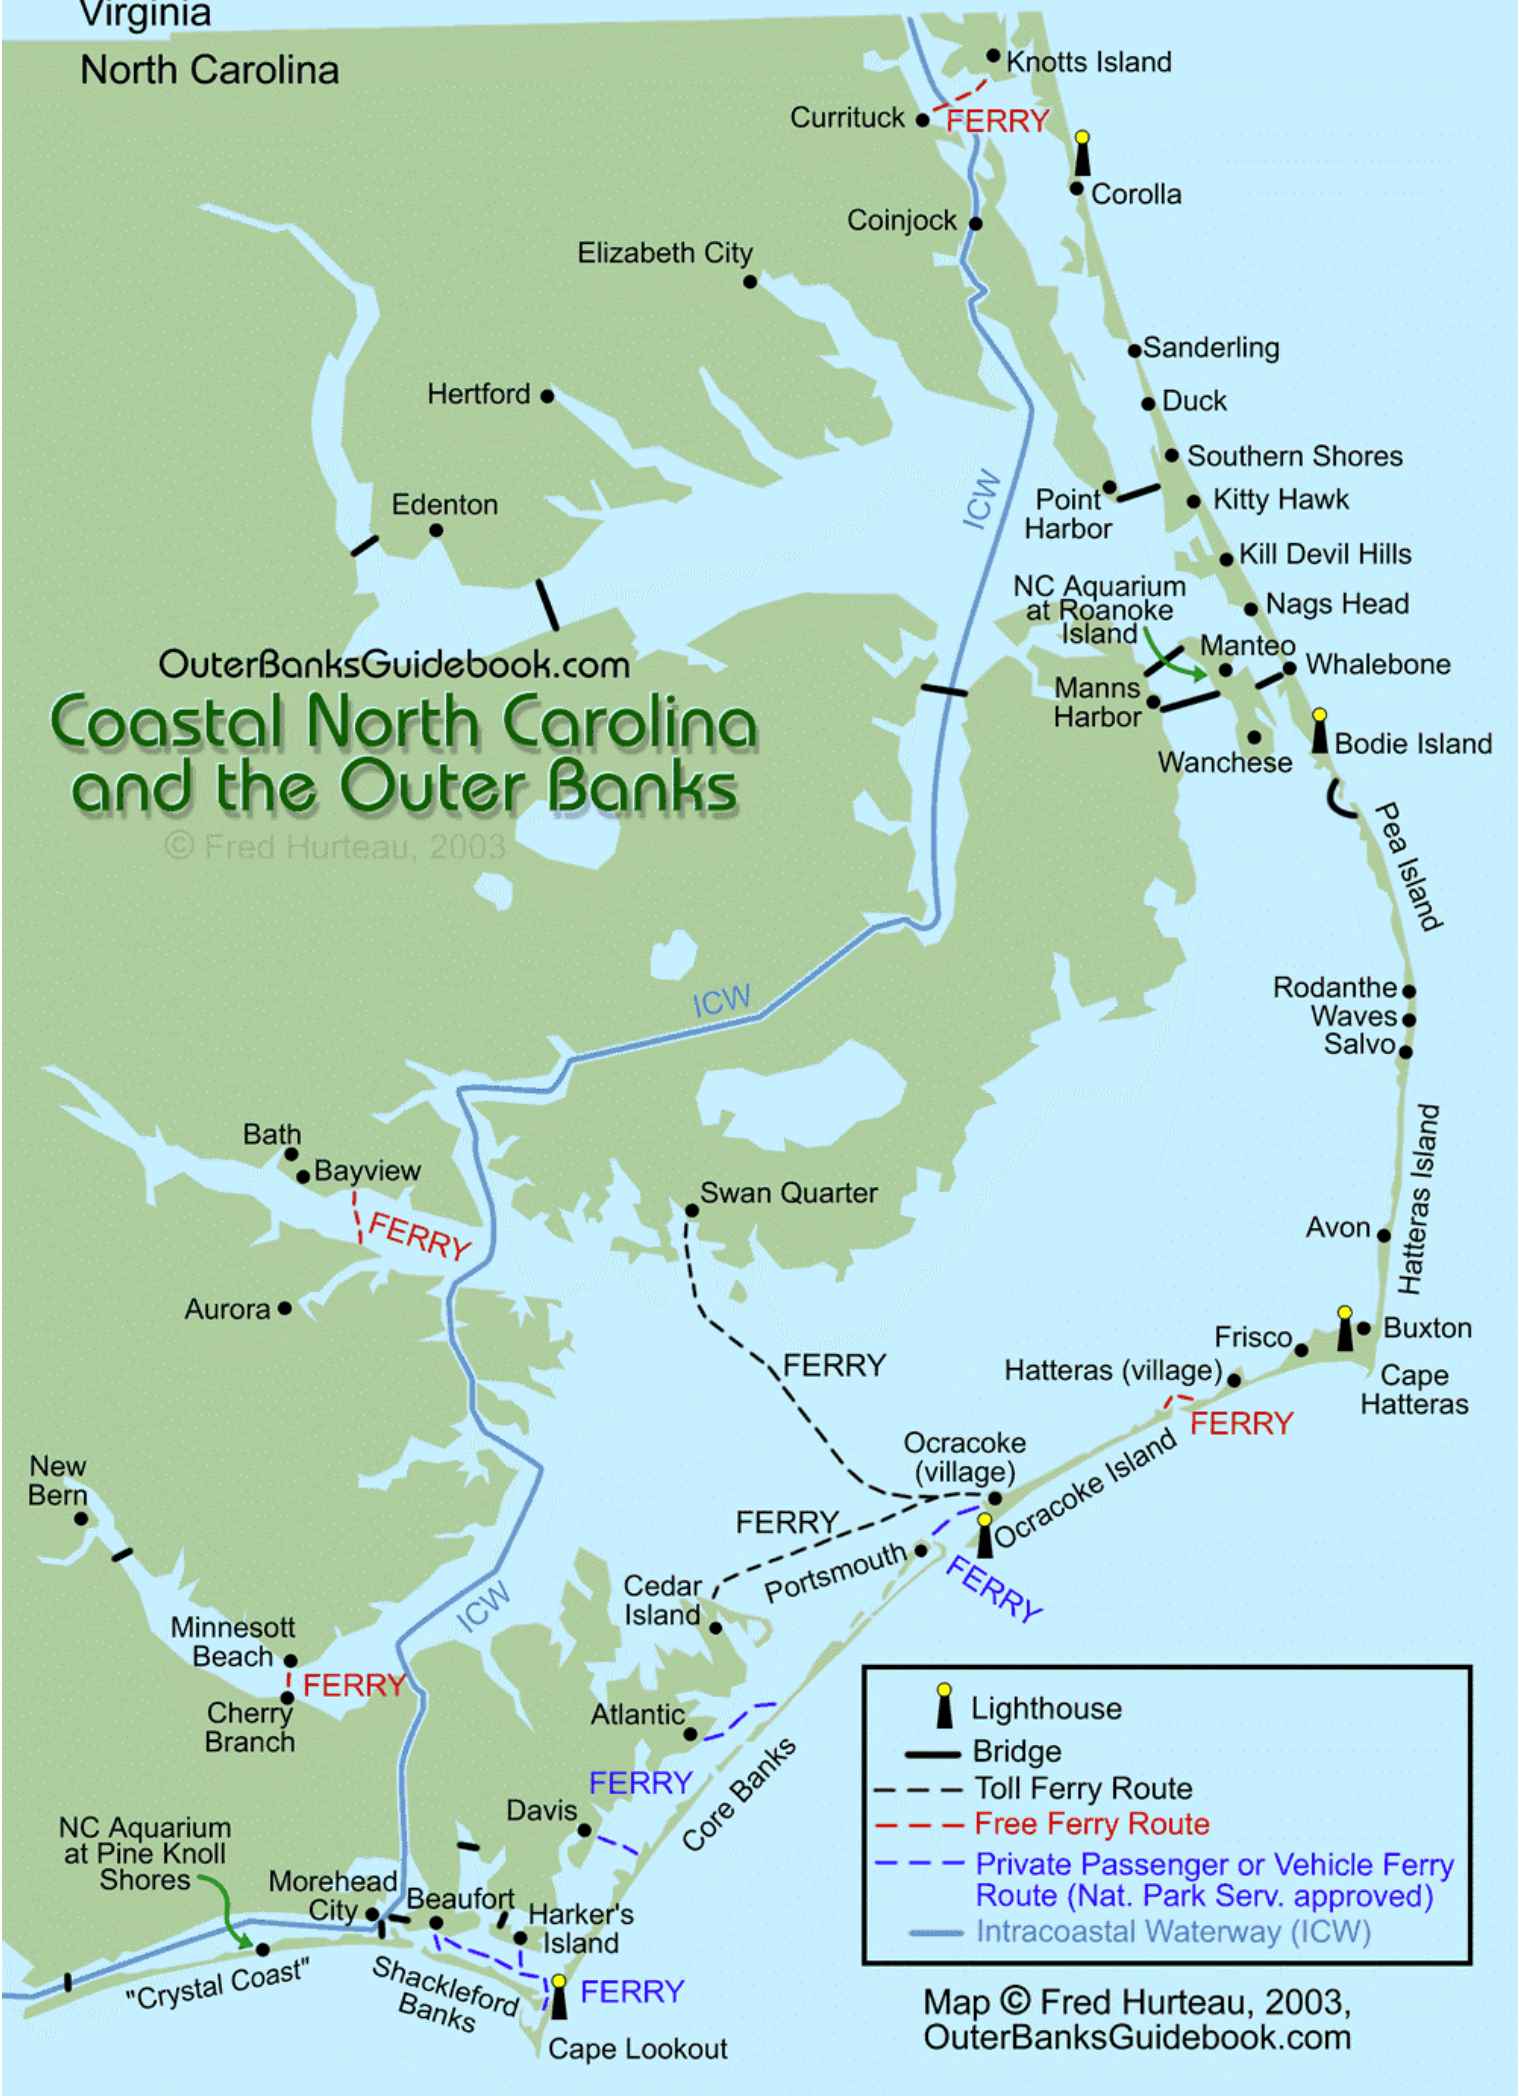 Virginia
North Carolina
Knotts Island
Currituck
FERRY
Corolla
Coinjock
Elizabeth City
Sanderling
Hertford
Duck
Southern Shores
ICW
Point
Harbor
Kitty Hawk
Edenton
Kill Devil Hills
NC Aquarium
at Roanoke
Island
Nags Head
Manteo
Whalebone
OuterBanksGuidebook.com
Coastal North Carolina
and the Outer Banks
© Fred Hurteau, 2003
Manns
Harbor
Wanchese
Bodie Island
Pea Island
ICW
Rodanthe
Waves
Salvo
Hatteras Island
Bath
Bayview
FERRY
Swan Quarter
Avon
Aurora
Buxton
Frisco
FERRY
Hatteras (village)
Cape
Hatteras
FERRY
Ocracoke
(village)
Ocracoke Island
New
Bern
FERRY
Portsmouth
FERRY
Cedar
Island
ICW
Minnesott
Beach
FERRY
Cherry
Branch
Atlantic
FERRY
Core Banks
Davis
NC Aquarium
at Pine Knoll
Shores
Morehead
City
Beaufort
Harker's
Island
"Crystal Coast"
Shackleford
Banks
FERRY
Cape Lookout
Lighthouse
Bridge
Toll Ferry Route
Free Ferry Route
Private Passenger or Vehicle Ferry
Route (Nat. Park Serv. approved)
Intracoastal Waterway (ICW)
Map © Fred Hurteau, 2003,
OuterBanksGuidebook.com